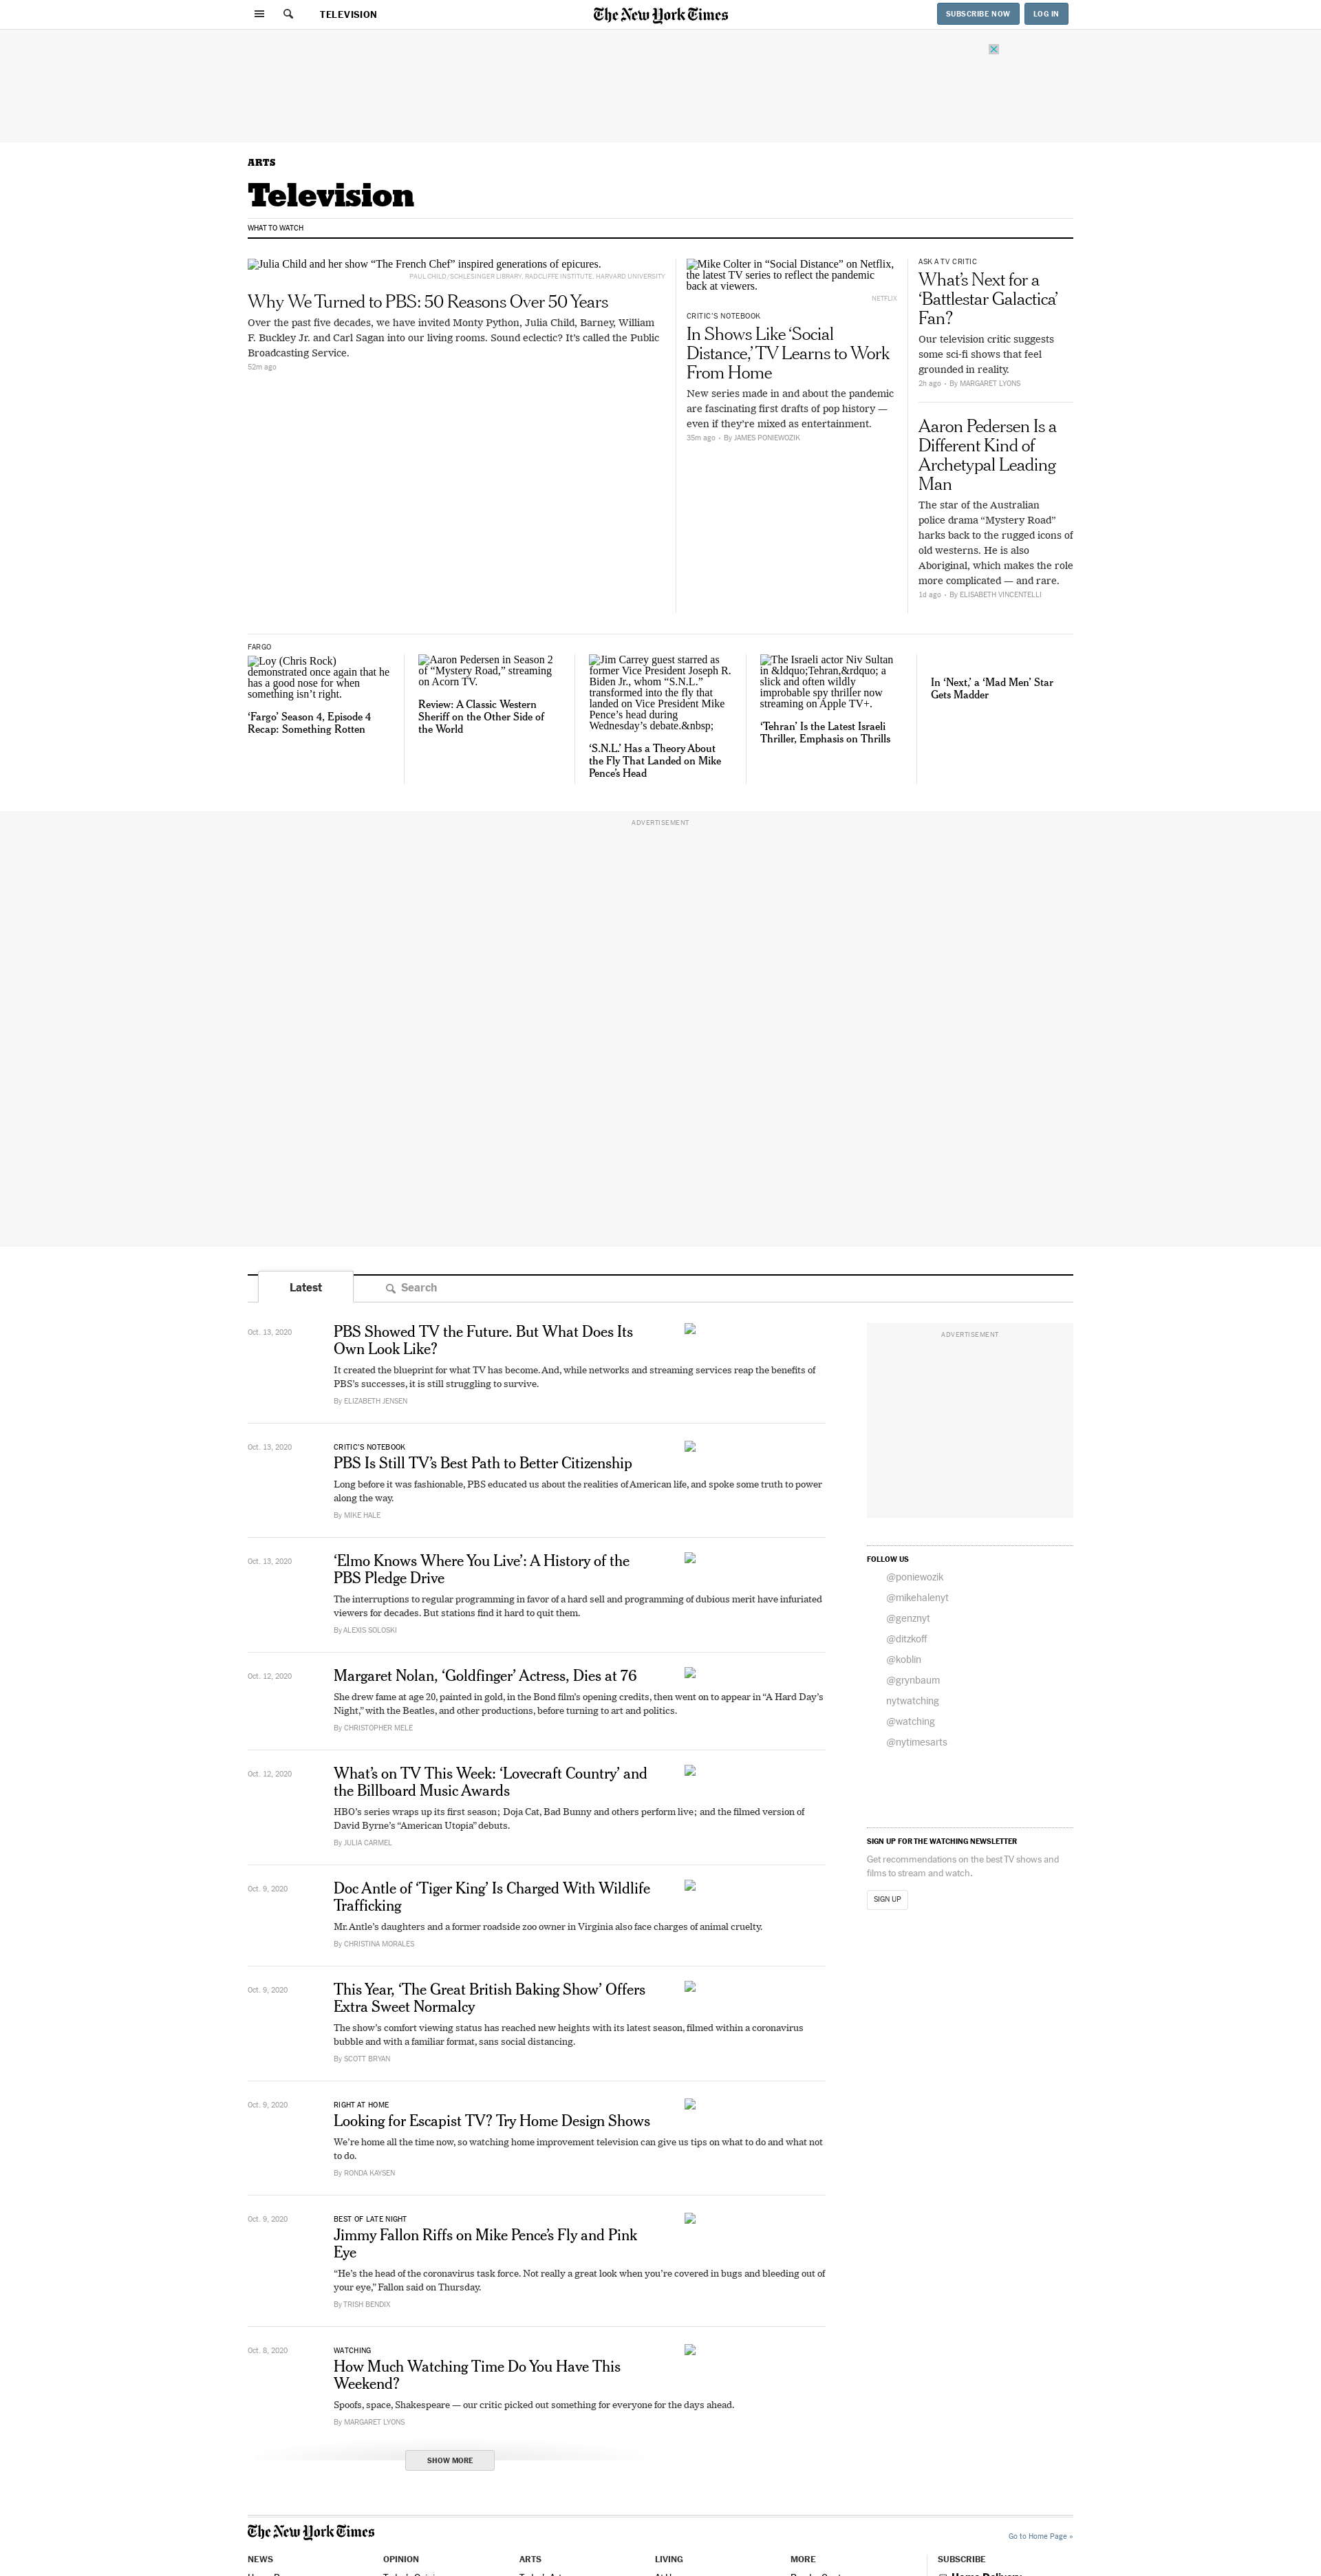 TELEVISION
The New York Times
SUBSCRIBE NOW
LOG IN
ARTS
Television
WHAT TO WATCH
Julia Child and her show “The French Chef” inspired generations of epicures.
PAUL CHILD/SCHLESINGER LIBRARY, RADCLIFFE INSTITUTE, HARVARD UNIVERSITY
Why We Turned to PBS: 50 Reasons Over 50 Years
Over the past five decades, we have invited Monty Python, Julia Child, Barney, William
F. Buckley Jr. and Carl Sagan into our living rooms. Sound eclectic? It’s called the Public
Broadcasting Service.
52m ago
Mike Colter in “Social Distance” on Netflix,
the latest TV series to reflect the pandemic
back at viewers.
NETFLIX
CRITIC’S NOTEBOOK
In Shows Like ‘Social
Distance,’ TV Learns to Work
From Home
New series made in and about the pandemic
are fascinating first drafts of pop history —
even if they’re mixed as entertainment.
35m ago · By JAMES PONIEWOZIK
ASK A TV CRITIC
What’s Next for a
‘Battlestar Galactica’
Fan?
Our television critic suggests
some sci-fi shows that feel
grounded in reality.
2h ago · By MARGARET LYONS
Aaron Pedersen Is a
Different Kind of
Archetypal Leading
Man
The star of the Australian
police drama “Mystery Road”
harks back to the rugged icons of
old westerns. He is also
Aboriginal, which makes the role
more complicated — and rare.
1d ago · By ELISABETH VINCENTELLI
FARGO
Loy (Chris Rock)
demonstrated once again that he
has a good nose for when
something isn’t right.
‘Fargo’ Season 4, Episode 4
Recap: Something Rotten
Aaron Pedersen in Season 2
of “Mystery Road,” streaming
on Acorn TV.
Review: A Classic Western
Sheriff on the Other Side of
the World
Jim Carrey guest starred as
former Vice President Joseph R.
Biden Jr., whom “S.N.L.”
transformed into the fly that
landed on Vice President Mike
Pence’s head during
Wednesday’s debate.&nbsp;
‘S.N.L.’ Has a Theory About
the Fly That Landed on Mike
Pence’s Head
The Israeli actor Niv Sultan
in &ldquo;Tehran,&rdquo; a
slick and often wildly
improbable spy thriller now
streaming on Apple TV+.
‘Tehran’ Is the Latest Israeli
Thriller, Emphasis on Thrills
In ‘Next,’ a ‘Mad Men’ Star
Gets Madder
ADVERTISEMENT
Latest
Search
Oct. 13, 2020
PBS Showed TV the Future. But What Does Its
Own Look Like?
It created the blueprint for what TV has become. And, while networks and streaming services reap the benefits of
PBS’s successes, it is still struggling to survive.
By ELIZABETH JENSEN
Oct. 13, 2020
CRITIC’S NOTEBOOK
PBS Is Still TV’s Best Path to Better Citizenship
Long before it was fashionable, PBS educated us about the realities of American life, and spoke some truth to power
along the way.
By MIKE HALE
Oct. 13, 2020
‘Elmo Knows Where You Live’: A History of the
PBS Pledge Drive
The interruptions to regular programming in favor of a hard sell and programming of dubious merit have infuriated
viewers for decades. But stations find it hard to quit them.
By ALEXIS SOLOSKI
Oct. 12, 2020
Margaret Nolan, ‘Goldfinger’ Actress, Dies at 76
She drew fame at age 20, painted in gold, in the Bond film’s opening credits, then went on to appear in “A Hard Day’s
Night,” with the Beatles, and other productions, before turning to art and politics.
By CHRISTOPHER MELE
Oct. 12, 2020
What’s on TV This Week: ‘Lovecraft Country’ and
the Billboard Music Awards
HBO’s series wraps up its first season; Doja Cat, Bad Bunny and others perform live; and the filmed version of
David Byrne’s “American Utopia” debuts.
By JULIA CARMEL
Oct. 9, 2020
Doc Antle of ‘Tiger King’ Is Charged With Wildlife
Trafficking
Mr. Antle’s daughters and a former roadside zoo owner in Virginia also face charges of animal cruelty.
By CHRISTINA MORALES
Oct. 9, 2020
This Year, ‘The Great British Baking Show’ Offers
Extra Sweet Normalcy
The show’s comfort viewing status has reached new heights with its latest season, filmed within a coronavirus
bubble and with a familiar format, sans social distancing.
By SCOTT BRYAN
Oct. 9, 2020
RIGHT AT HOME
Looking for Escapist TV? Try Home Design Shows
We’re home all the time now, so watching home improvement television can give us tips on what to do and what not
to do.
By RONDA KAYSEN
Oct. 9, 2020
BEST OF LATE NIGHT
Jimmy Fallon Riffs on Mike Pence’s Fly and Pink
Eye
“He’s the head of the coronavirus task force. Not really a great look when you’re covered in bugs and bleeding out of
your eye,” Fallon said on Thursday.
By TRISH BENDIX
Oct. 8, 2020
WATCHING
How Much Watching Time Do You Have This
Weekend?
Spoofs, space, Shakespeare — our critic picked out something for everyone for the days ahead.
By MARGARET LYONS
SHOW MORE
ADVERTISEMENT
FOLLOW US
@poniewozik
@mikehalenyt
@genznyt
@ditzkoff
@koblin
@grynbaum
nytwatching
@watching
@nytimesarts
SIGN UP FOR THE WATCHING NEWSLETTER
Get recommendations on the best TV shows and
films to stream and watch.
SIGN UP
The New York Times
Go to Home Page »
NEWS
OPINION
ARTS
LIVING
MORE
SUBSCRIBE